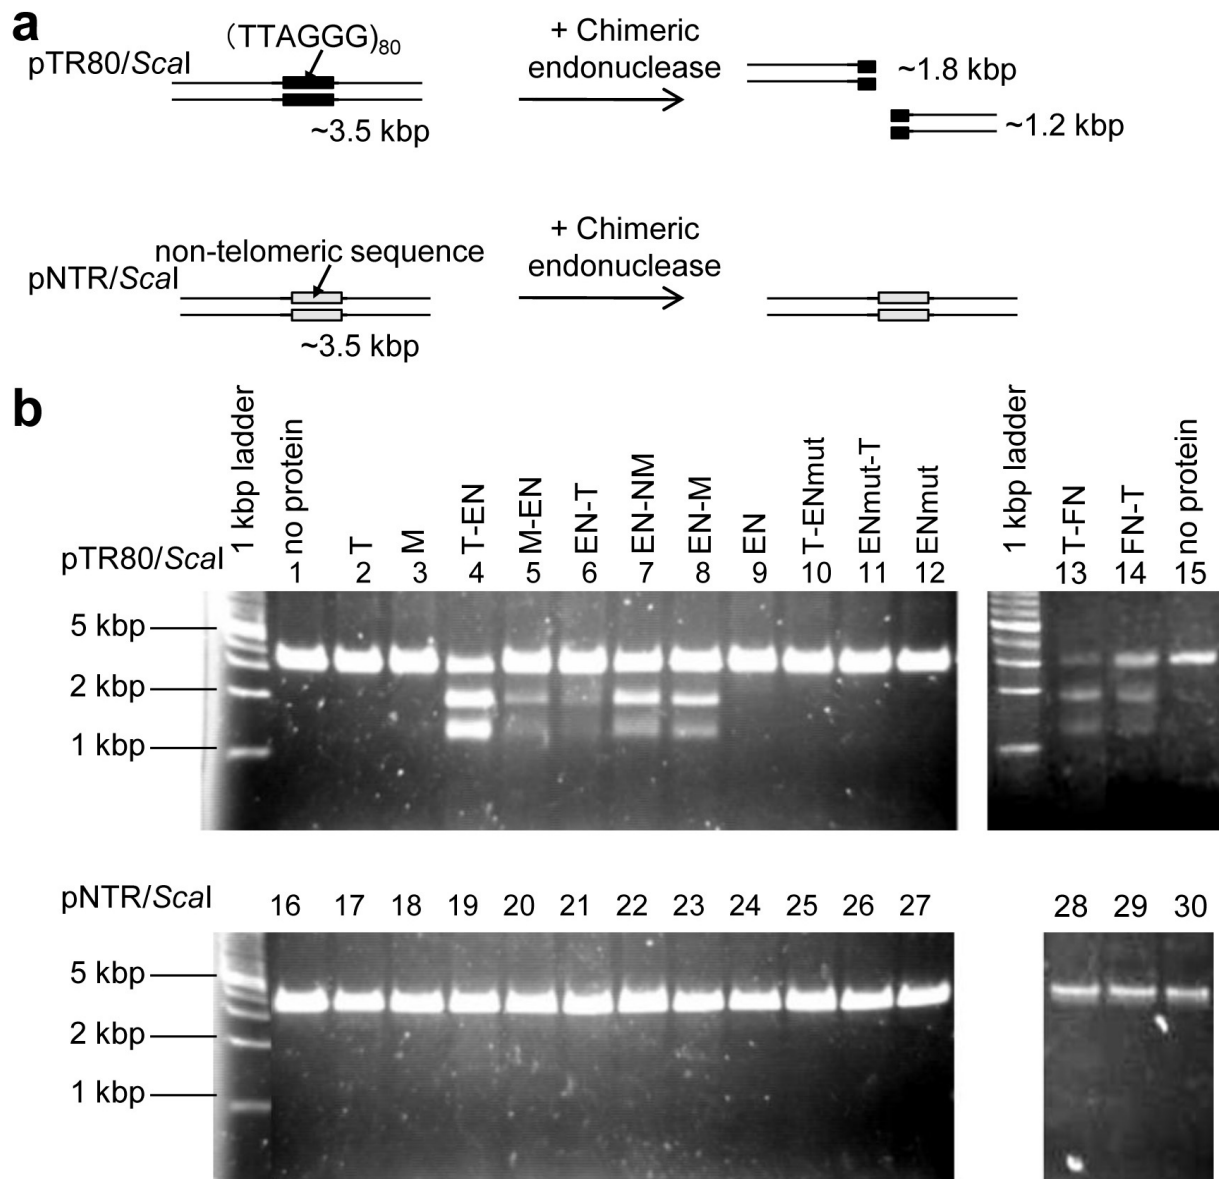 a
(TTAGGG)80
pTR80/ScaI
~3.5 kbp
+ Chimeric
endonuclease
~1.8 kbp
~1.2 kbp
non-telomeric sequence
pNTR/ScaI
~3.5 kbp
+ Chimeric
endonuclease
b
1 kbp ladder
no protein
T
M
T-EN
M-EN
EN-T
EN-NM
EN-M
EN
T-ENmut
ENmut-T
ENmut
1 kbp ladder
T-FN
FN-T
no protein
pTR80/ScaI
1 2 3 4 5 6 7 8 9 10 11 12 13 14 15
5 kbp
2 kbp
1 kbp
pNTR/ScaI
16 17 18 19 20 21 22 23 24 25 26 27 28 29 30
5 kbp
2 kbp
1 kbp